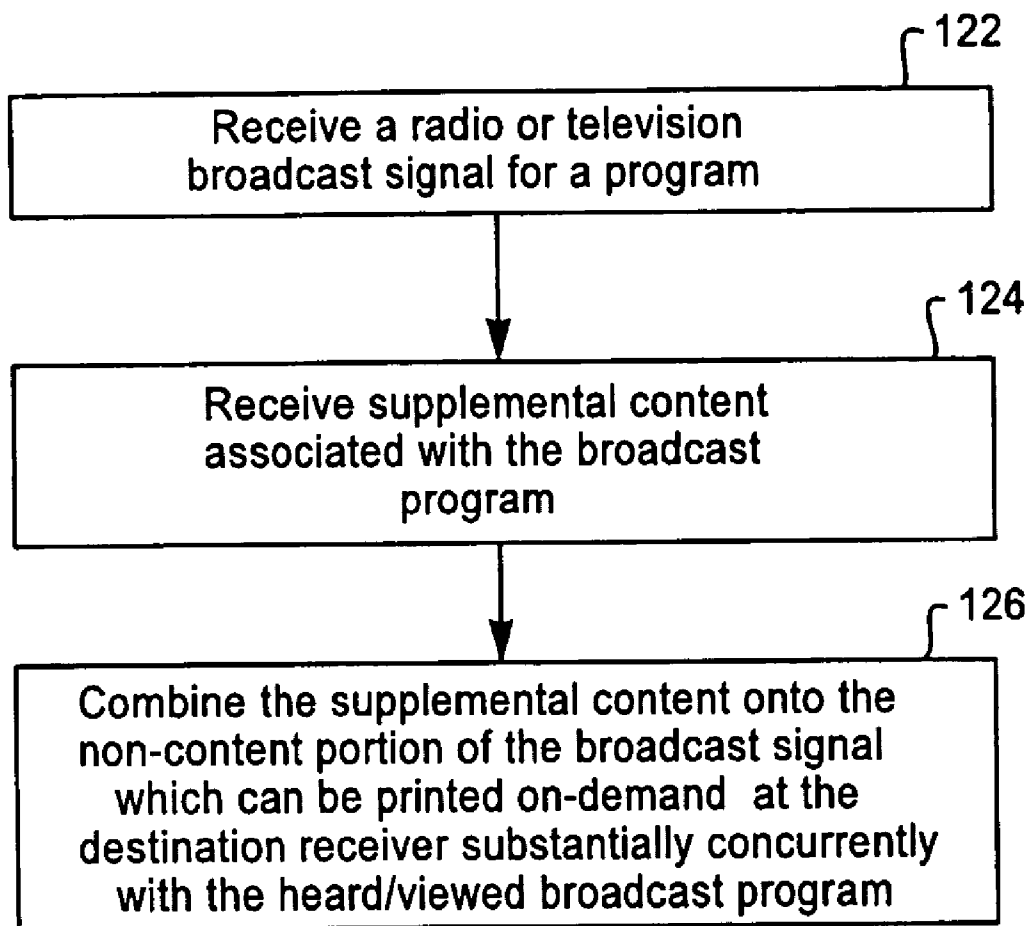 122
Receive a radio or television
broadcast signal for a program
124
Receive supplemental content
associated with the broadcast
program
126
Combine the supplemental content onto the
non-content portion of the broadcast signal
which can be printed on-demand at the
destination receiver substantially concurrently
with the heard/viewed broadcast program